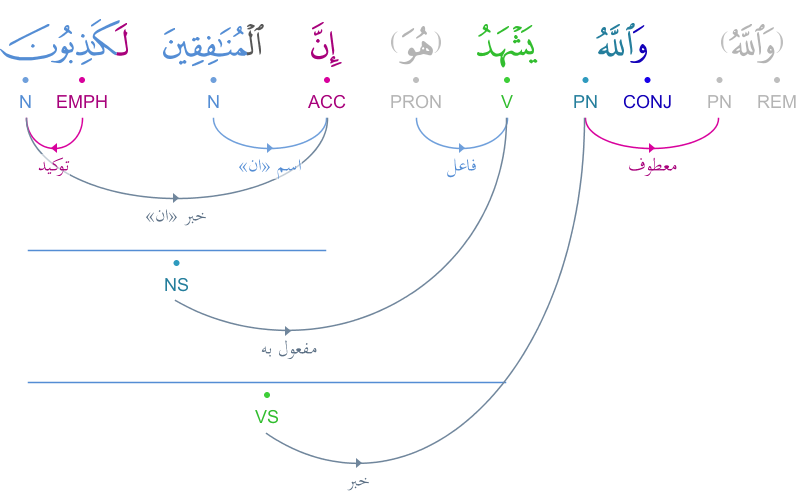 (وَٱللَّهُ) وَٱللَّهُ يَشْهَدُ (هُوَ) إِنَّ ٱلْمُنَـٰفِقِينَ لَكَـٰذِبُونَ
REM PN CONJ PN V PRON ACC N EMPH N
معطوف فاعل اسم «ان» توكيد
خبر «ان»
NS
مفعول به
VS
خبر